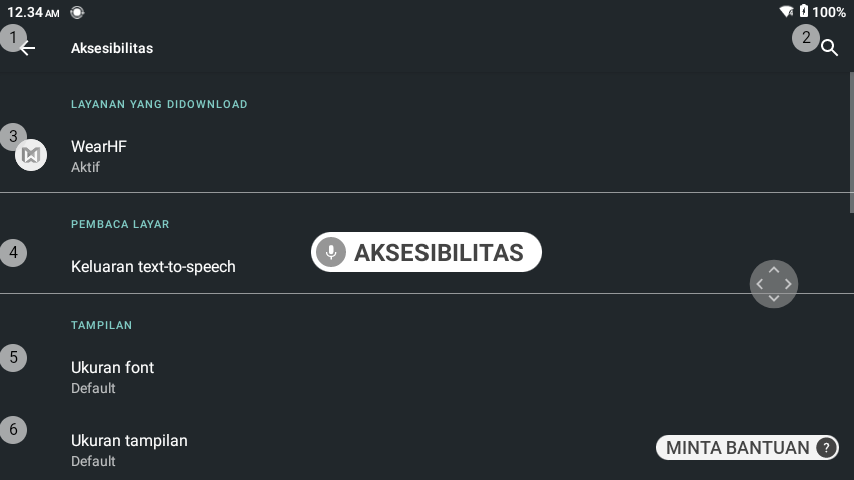 12.34 AM
100%
1
Aksesibilitas
2
LAYANAN YANG DIDOWNLOAD
3
WearHF
Aktif
PEMBACA LAYAR
4
Keluaran text-to-speech
AKSESIBILITAS
TAMPILAN
5
Ukuran font
Default
6
Ukuran tampilan
Default
MINTA BANTUAN ?